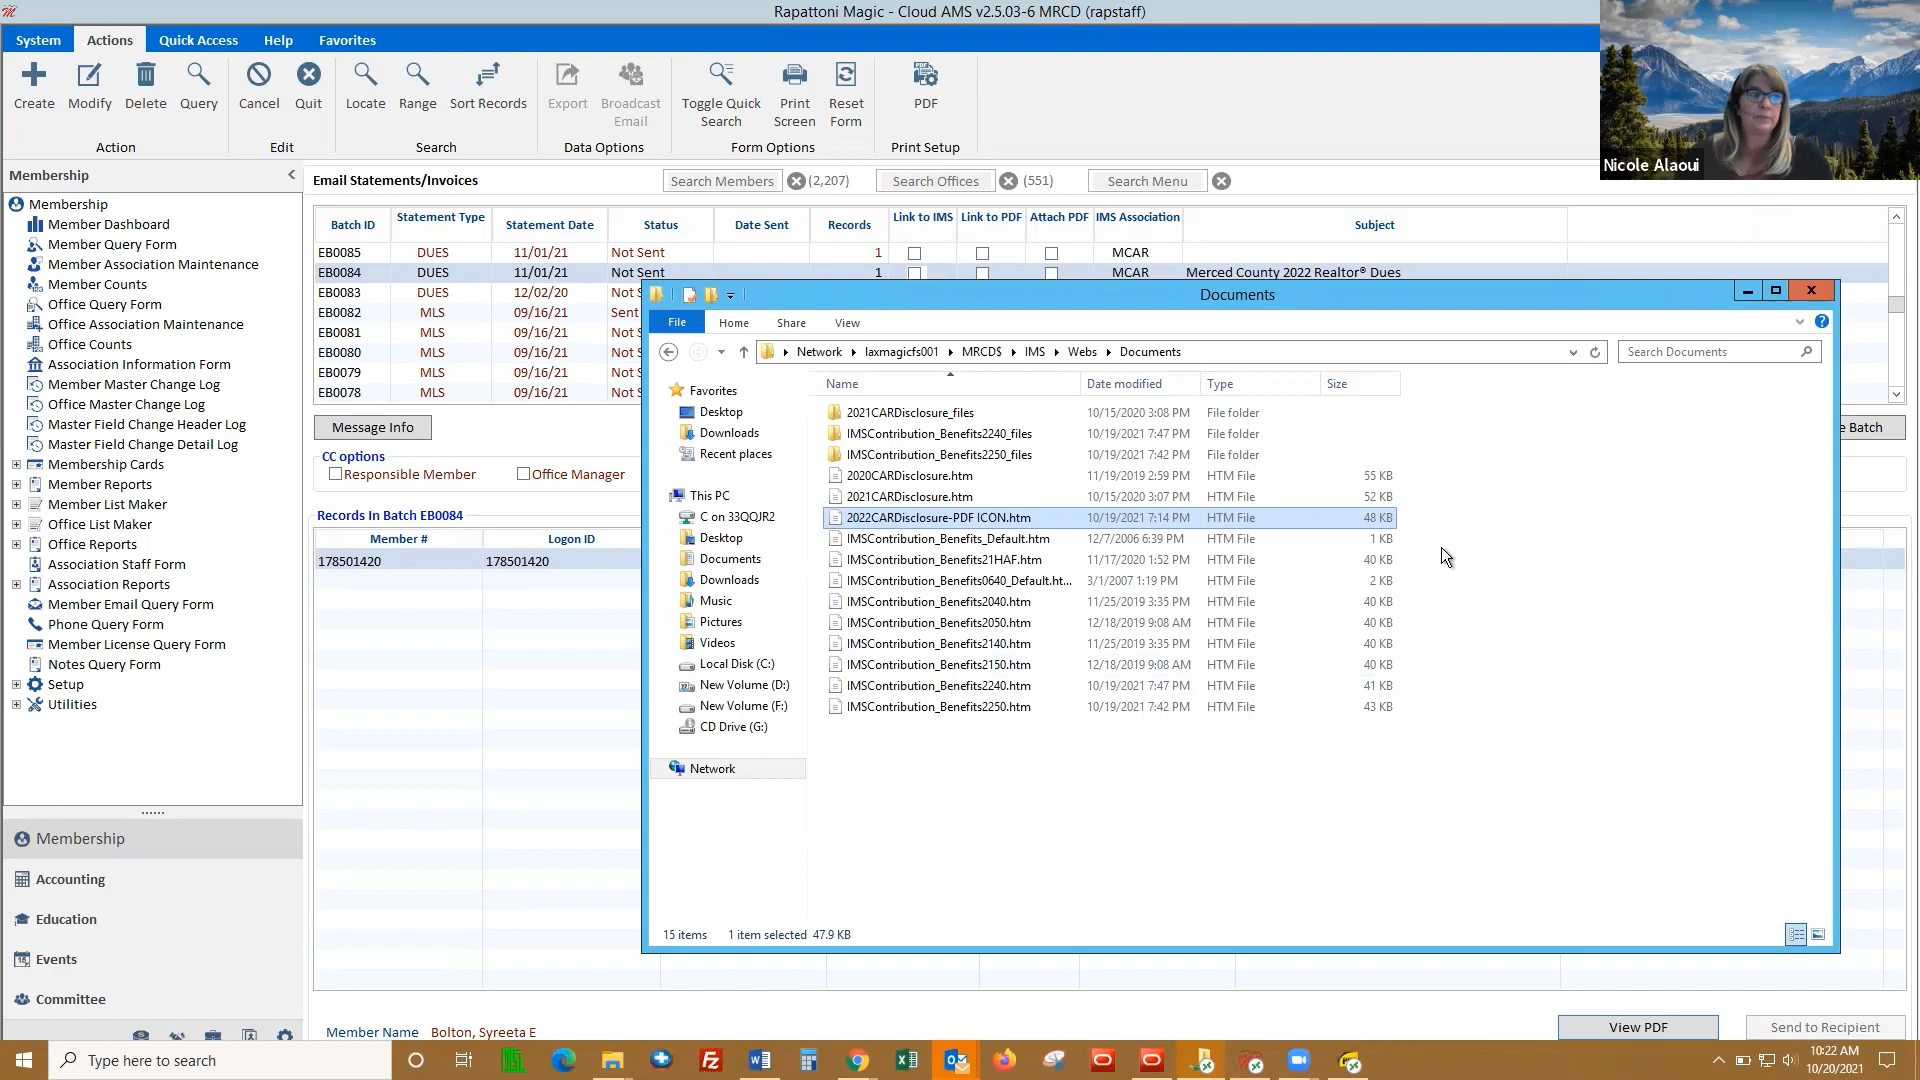 Rapattoni Magic - Cloud AMS v2.5.03-6 MRCD (rapstaff)
System Actions Quick Access Help Favorites
Create Modify Delete Query Cancel Quit Locate Range Sort Records Export Broadcast Email Toggle Quick Search Print Screen Reset Form PDF
Action Edit Search Data Options Form Options Print Setup
Nicole Alaoui
Membership <
Membership
Member Dashboard
Member Query Form
Member Association Maintenance
Member Counts
Office Query Form
Office Association Maintenance
Office Counts
Association Information Form
Member Master Change Log
Office Master Change Log
Master Field Change Header Log
Master Field Change Detail Log
Membership Cards
Member Reports
Member List Maker
Office List Maker
Office Reports
Association Staff Form
Association Reports
Member Email Query Form
Phone Query Form
Member License Query Form
Notes Query Form
Setup
Utilities
Membership
Accounting
Education
Events
Committee
Email Statements/Invoices Search Members (2,207) Search Offices (551) Search Menu
Batch ID Statement Type Statement Date Status Date Sent Records Link to IMS Link to PDF Attach PDF IMS Association Subject
EB0085 DUES 11/01/21 Not Sent 1 MCAR
EB0084 DUES 11/01/21 Not Sent 1 MCAR Merced County 2022 Realtor® Dues
EB0083 DUES 12/02/20 Not S
EB0082 MLS 09/16/21 Sent
EB0081 MLS 09/16/21 Not S
EB0080 MLS 09/16/21 Not S
EB0079 MLS 09/16/21 Not S
EB0078 MLS 09/16/21 Not S
Message Info e Batch
CC options
Responsible Member Office Manager
Records In Batch EB0084
Member # Logon ID
178501420 178501420
Documents
File Home Share View
Network laxmagicfs001 MRCD$ IMS Webs Documents Search Documents
Favorites
Desktop
Downloads
Recent places
This PC
C on 33QQJR2
Desktop
Documents
Downloads
Music
Pictures
Videos
Local Disk (C:)
New Volume (D:)
New Volume (F:)
CD Drive (G:)
Network
Name Date modified Type Size
2021CARDisclosure_files 10/15/2020 3:08 PM File folder
IMSContribution_Benefits2240_files 10/19/2021 7:47 PM File folder
IMSContribution_Benefits2250_files 10/19/2021 7:42 PM File folder
2020CARDisclosure.htm 11/19/2019 2:59 PM HTM File 55 KB
2021CARDisclosure.htm 10/15/2020 3:07 PM HTM File 52 KB
2022CARDisclosure-PDF ICON.htm 10/19/2021 7:14 PM HTM File 48 KB
IMSContribution_Benefits_Default.htm 12/7/2006 6:39 PM HTM File 1 KB
IMSContribution_Benefits21HAF.htm 11/17/2020 1:52 PM HTM File 40 KB
IMSContribution_Benefits0640_Default.ht... 3/1/2007 1:19 PM HTM File 2 KB
IMSContribution_Benefits2040.htm 11/25/2019 3:35 PM HTM File 40 KB
IMSContribution_Benefits2050.htm 12/18/2019 9:08 AM HTM File 40 KB
IMSContribution_Benefits2140.htm 11/25/2019 3:35 PM HTM File 40 KB
IMSContribution_Benefits2150.htm 12/18/2019 9:08 AM HTM File 40 KB
IMSContribution_Benefits2240.htm 10/19/2021 7:47 PM HTM File 41 KB
IMSContribution_Benefits2250.htm 10/19/2021 7:42 PM HTM File 43 KB
15 items 1 item selected 47.9 KB
Member Name Bolton, Syreeta E View PDF Send to Recipient
Type here to search
10:22 AM
10/20/2021